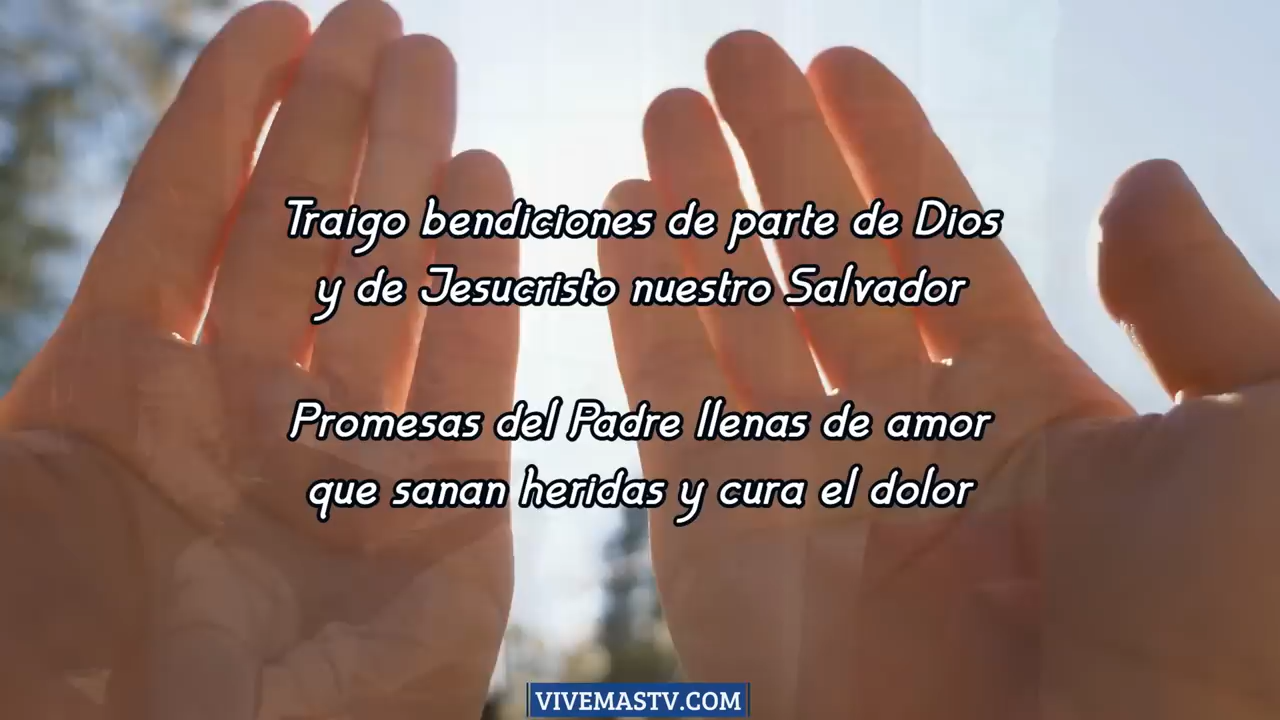 Traigo bendiciones de parte de Dios
y de Jesucristo nuestro Salvador
Promesas del Padre llenas de amor
que sanan heridas y cura el dolor
VIVEMASTV.COM